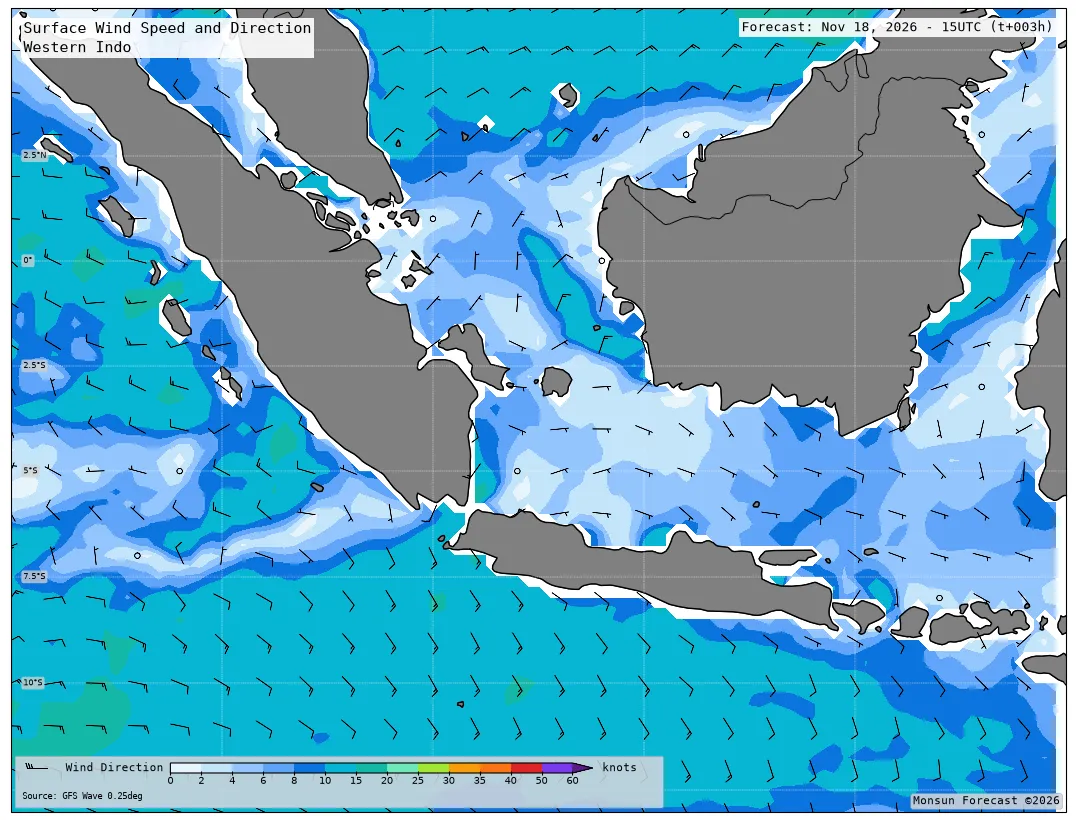 Surface Wind Speed and Direction
Western Indo
Forecast: Nov 18, 2026 - 15UTC (t+003h)
2.5°N
0°
2.5°S
5°S
7.5°S
10°S
Wind Direction
0 2 4 6 8 10 15 20 25 30 35 40 50 60
knots
Source: GFS Wave 0.25deg
Monsun Forecast ©2026